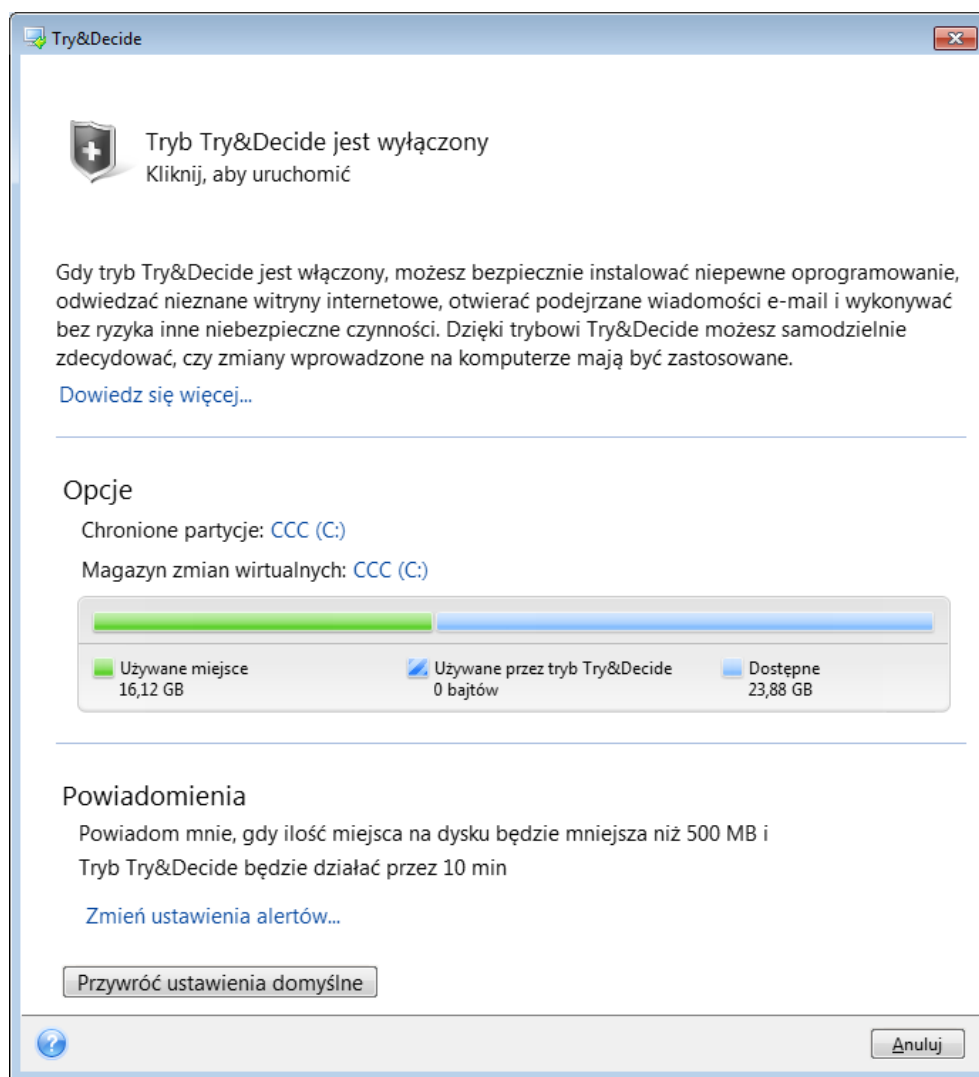 Try&Decide
Tryb Try&Decide jest wyłączony
Kliknij, aby uruchomić
Gdy tryb Try&Decide jest włączony, możesz bezpiecznie instalować niepewne oprogramowanie,
odwiedzać nieznane witryny internetowe, otwierać podejrzane wiadomości e-mail i wykonywać
bez ryzyka inne niebezpieczne czynności. Dzięki trybowi Try&Decide możesz samodzielnie
zdecydować, czy zmiany wprowadzone na komputerze mają być zastosowane.
Dowiedz się więcej...
Opcje
Chronione partycje: CCC (C:)
Magazyn zmian wirtualnych: CCC (C:)
Używane miejsce
16,12 GB
Używane przez tryb Try&Decide
0 bajtów
Dostępne
23,88 GB
Powiadomienia
Powiadom mnie, gdy ilość miejsca na dysku będzie mniejsza niż 500 MB i
Tryb Try&Decide będzie działać przez 10 min
Zmień ustawienia alertów...
Przywróć ustawienia domyślne
Anuluj